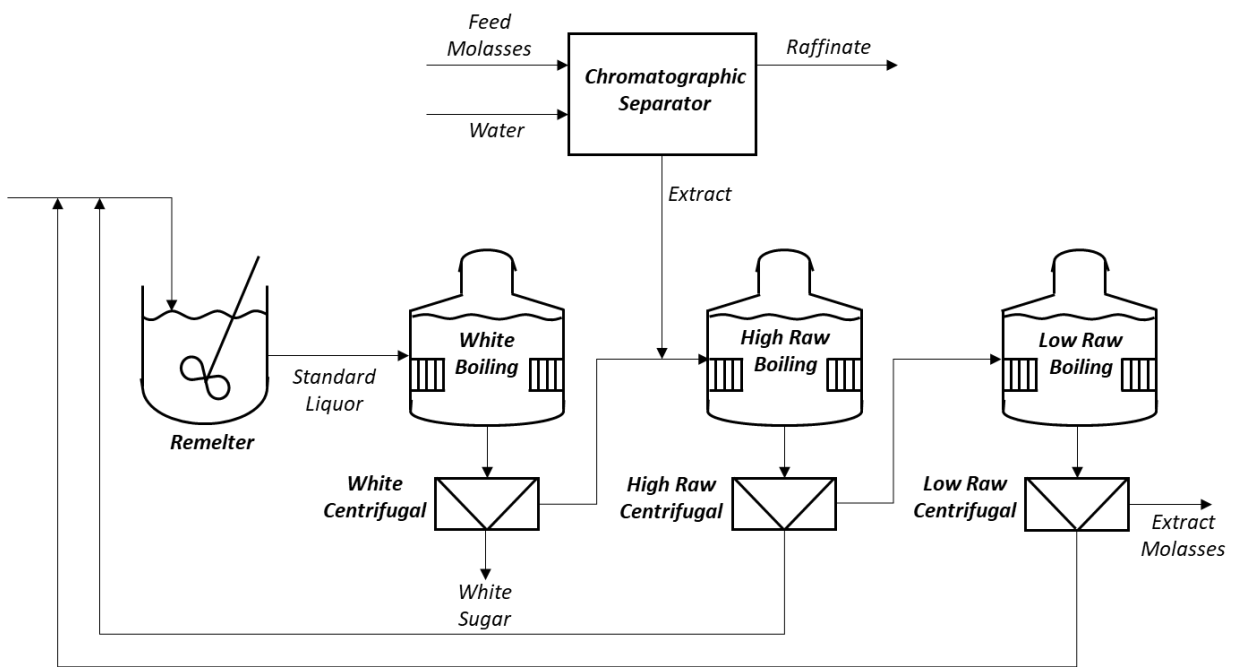 Feed
Molasses
Raffinate
Chromatographic
Separator
Water
Extract
White
Boiling
High Raw
Boiling
Low Raw
Boiling
Standard
Liquor
Remelter
White
Centrifugal
High Raw
Centrifugal
Low Raw
Centrifugal
Extract
Molasses
White
Sugar